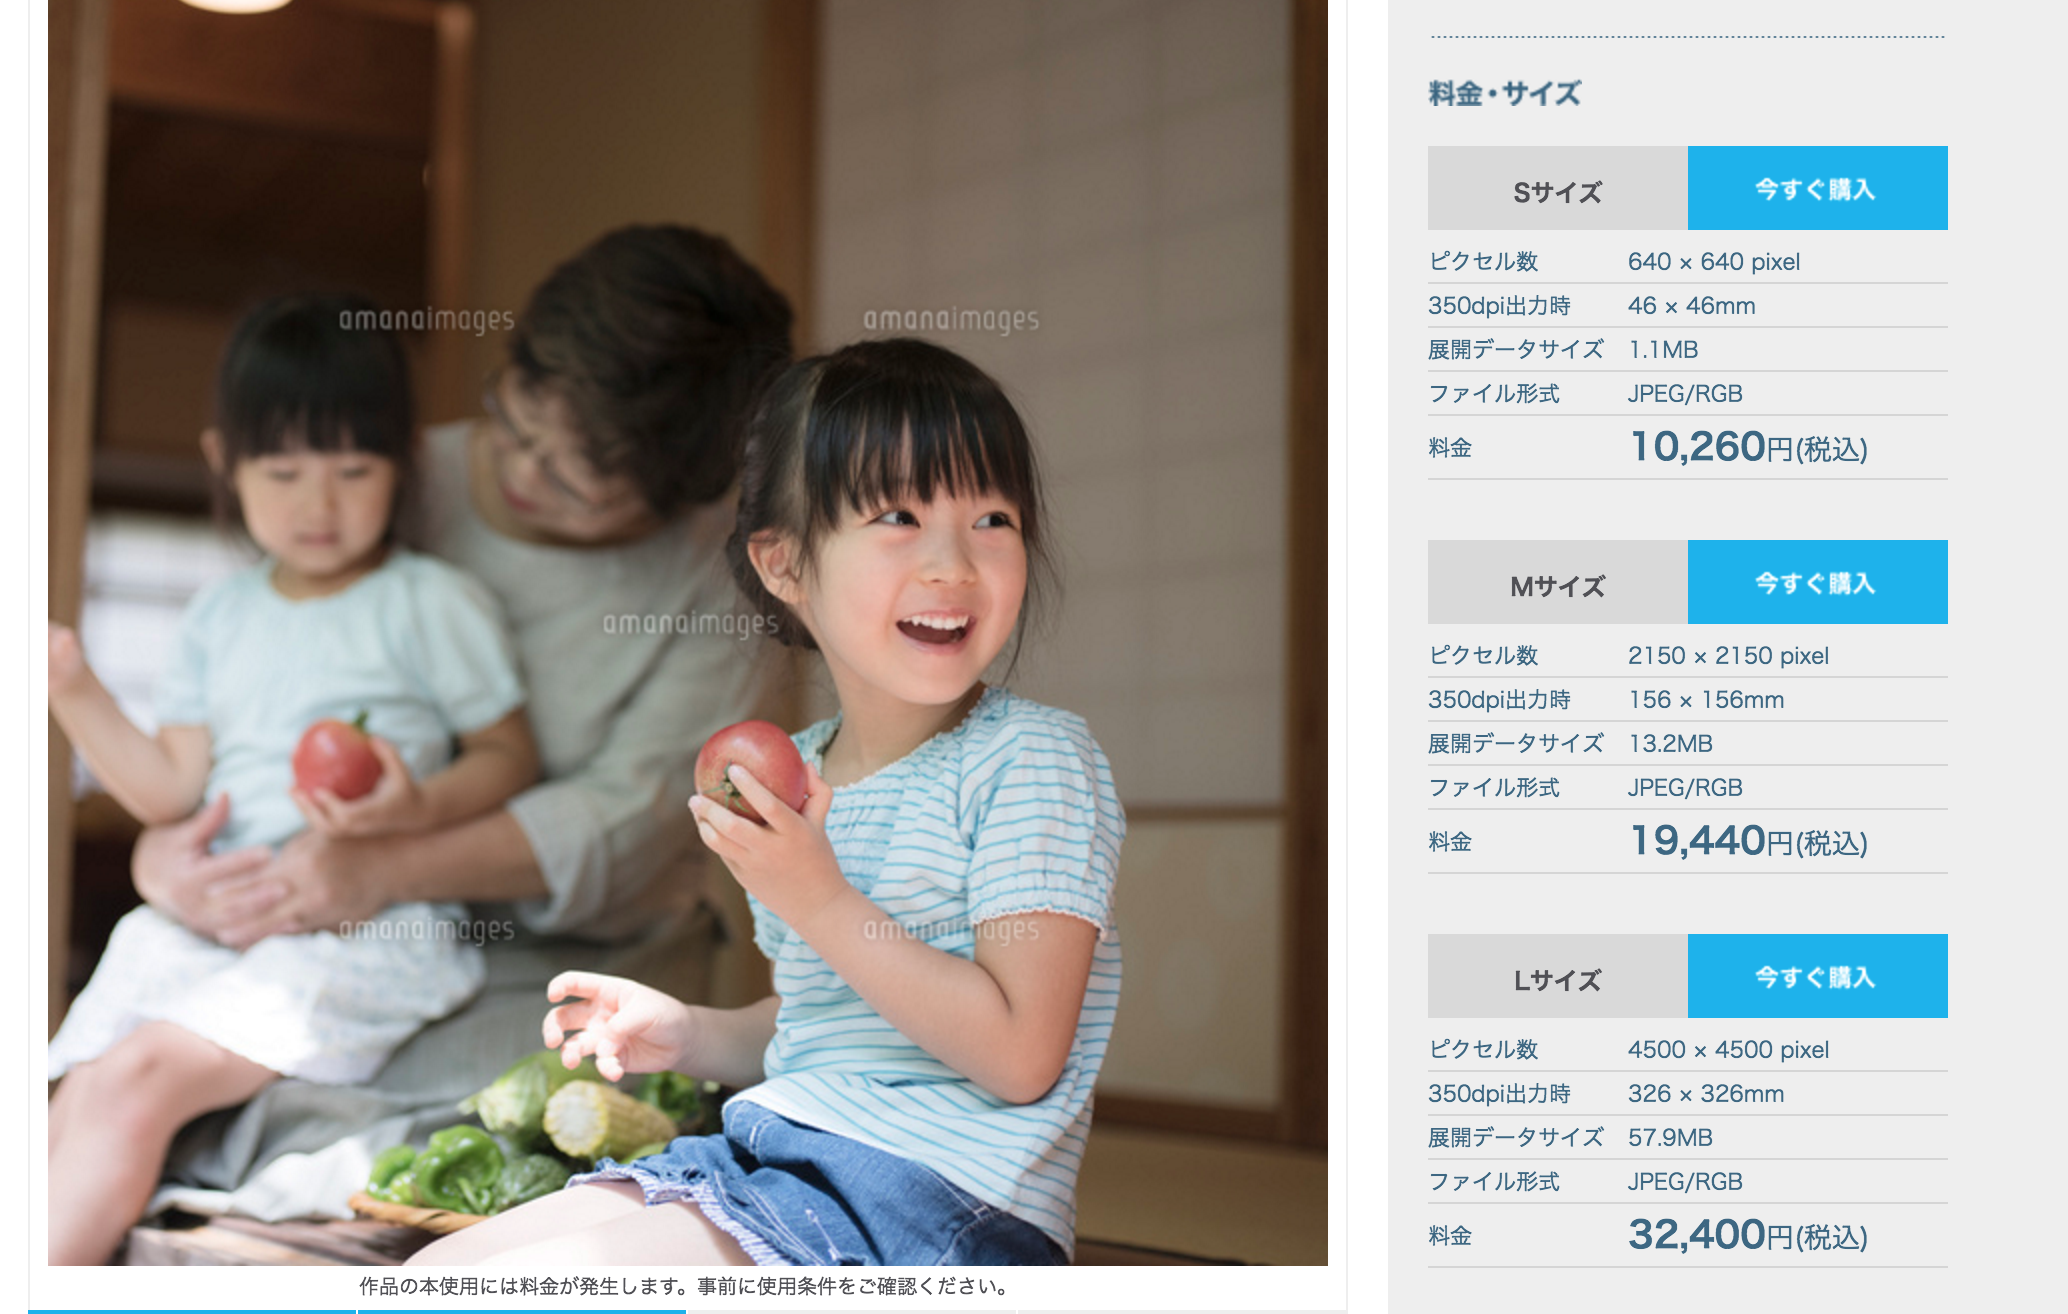 amanaimages
amanaimages
amanaimages
amanaimages
amanaimages
作品の本使用には料金が発生します。事前に使用条件をご確認ください。
料金・サイズ
Sサイズ 今すぐ購入
ピクセル数 640 × 640 pixel
350dpi出力時 46 × 46mm
展開データサイズ 1.1MB
ファイル形式 JPEG/RGB
料金 10,260円(税込)
Mサイズ 今すぐ購入
ピクセル数 2150 × 2150 pixel
350dpi出力時 156 × 156mm
展開データサイズ 13.2MB
ファイル形式 JPEG/RGB
料金 19,440円(税込)
Lサイズ 今すぐ購入
ピクセル数 4500 × 4500 pixel
350dpi出力時 326 × 326mm
展開データサイズ 57.9MB
ファイル形式 JPEG/RGB
料金 32,400円(税込)